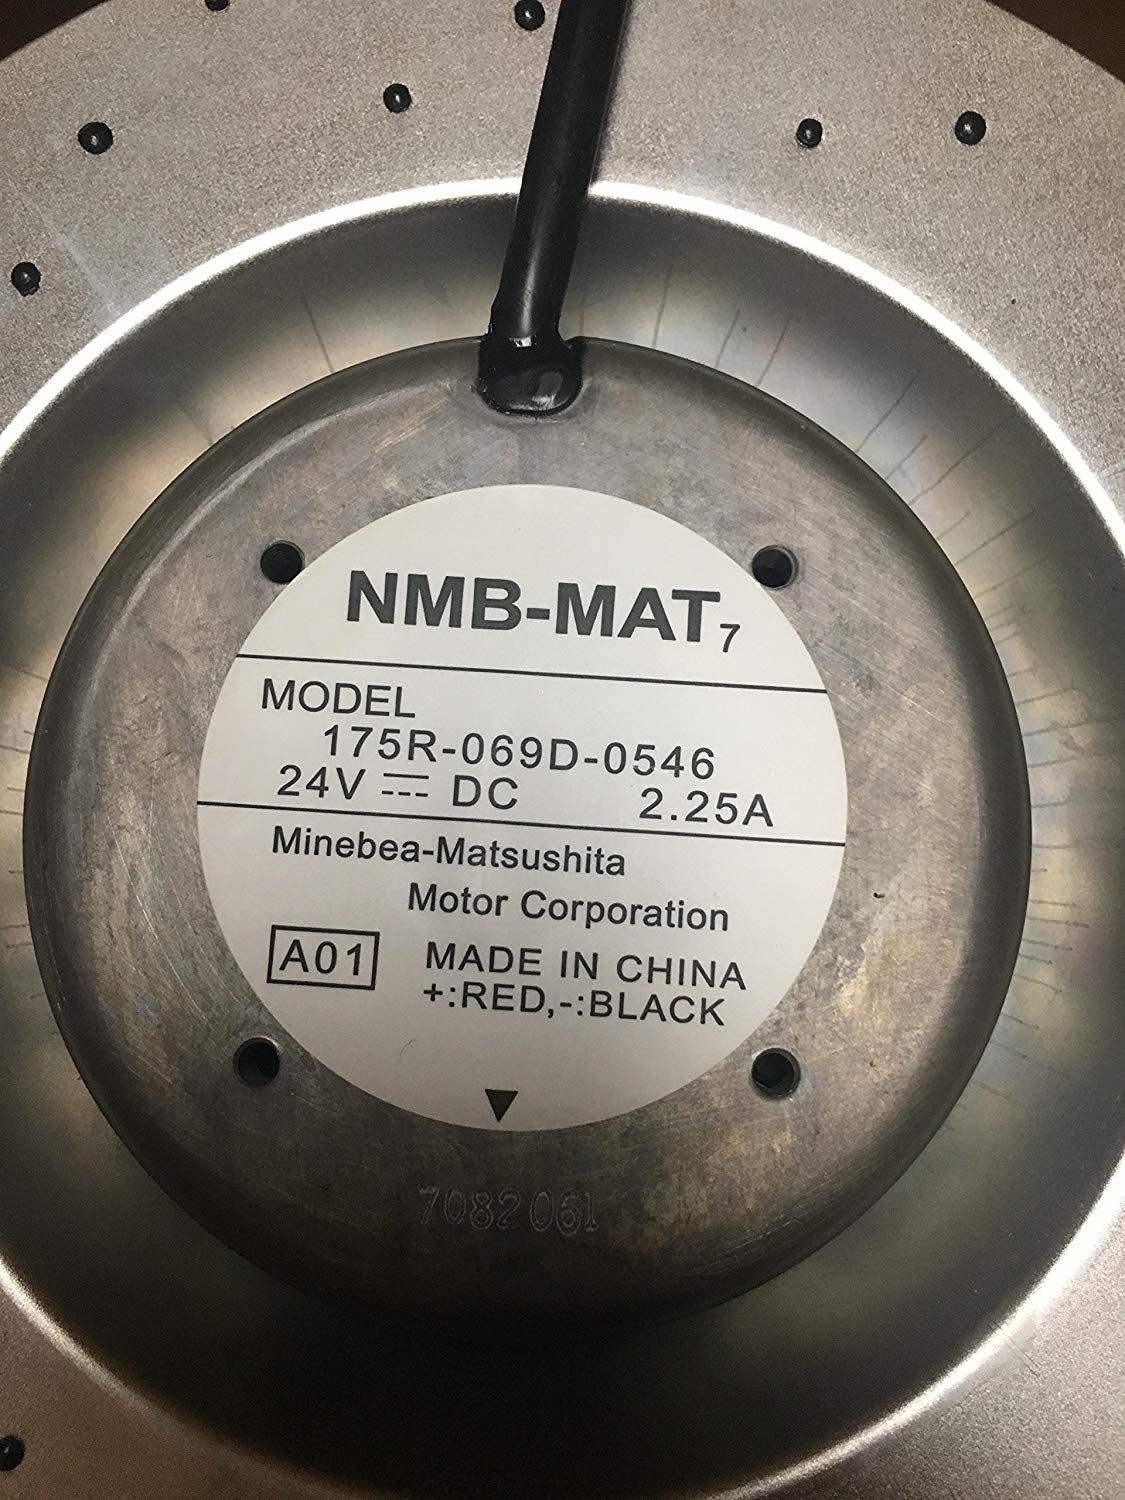 NMB-MAT7
MODEL
175R-069D-0546
24V ⎓ DC 2.25A
Minebea-Matsushita
Motor Corporation
A01 MADE IN CHINA
+:RED,-:BLACK
7082061